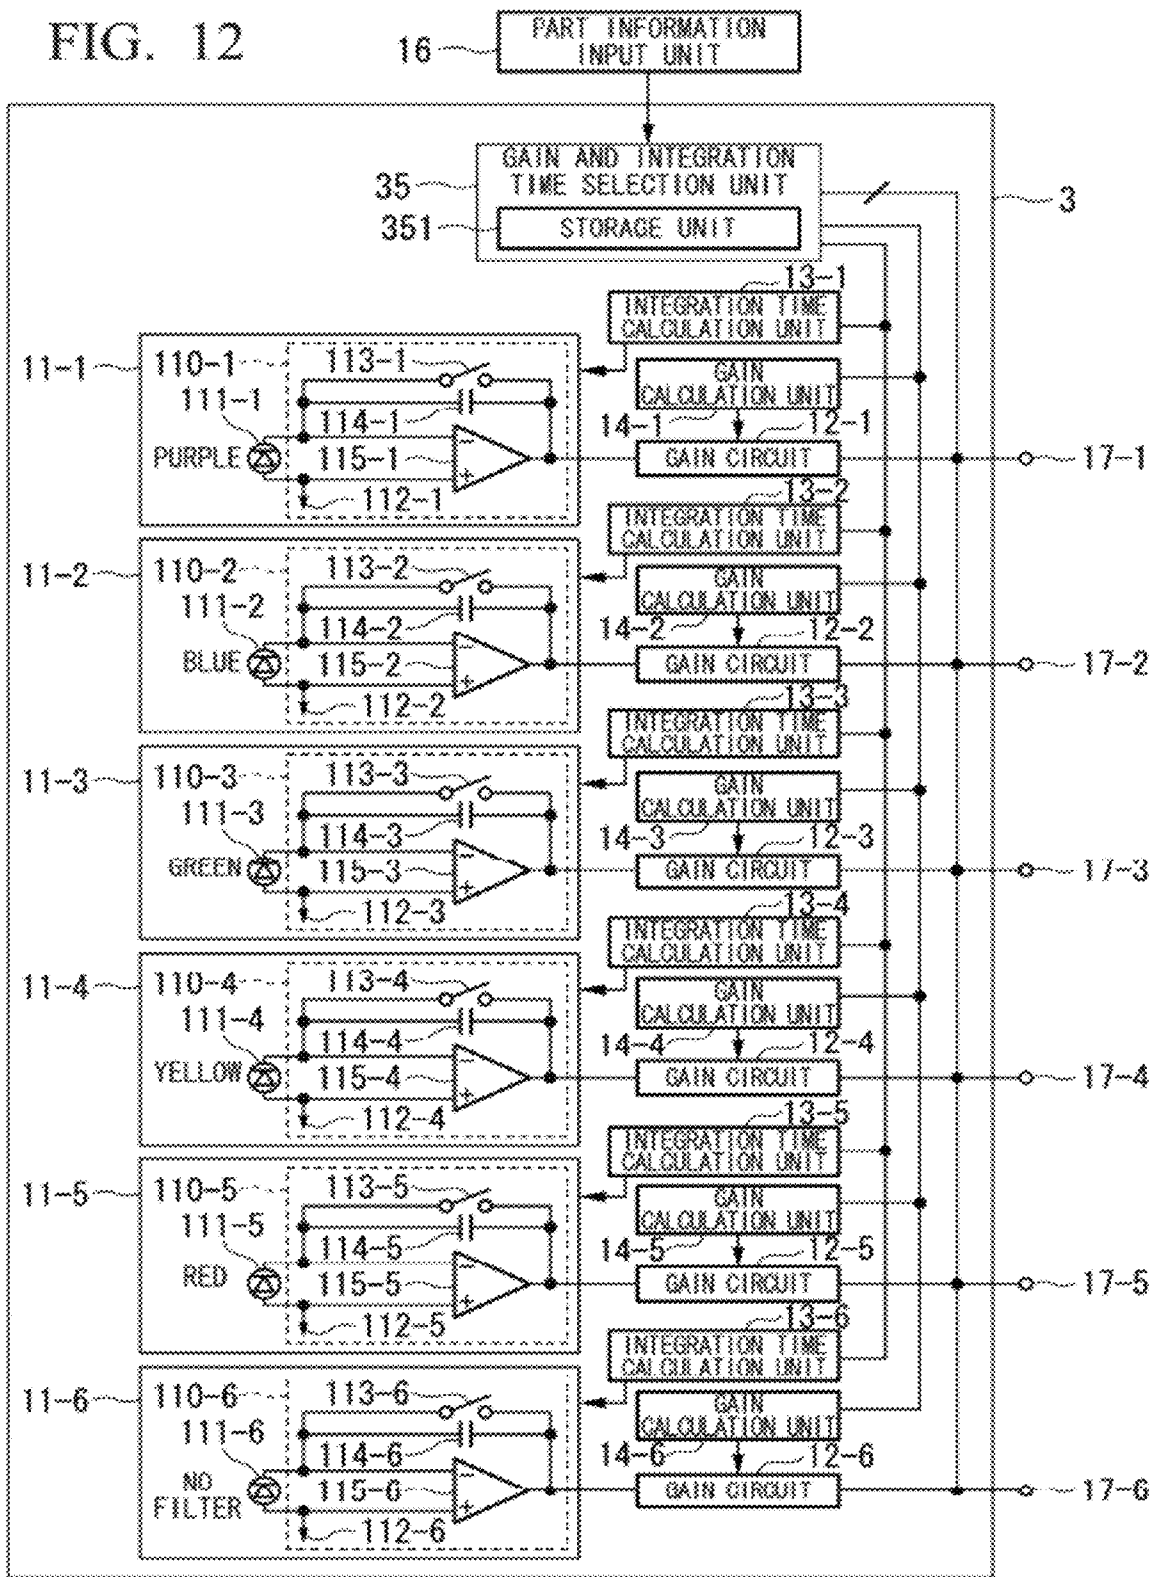 FIG. 12
16
PART INFORMATION
INPUT UNIT
35
GAIN AND INTEGRATION
TIME SELECTION UNIT
351
STORAGE UNIT
3
13-1
INTEGRATION TIME
CALCULATION UNIT
11-1
110-1
113-1
GAIN
CALCULATION UNIT
111-1
114-1
14-1
12-1
PURPLE
115-1
GAIN CIRCUIT
17-1
112-1
13-2
INTEGRATION TIME
CALCULATION UNIT
11-2
110-2
113-2
GAIN
CALCULATION UNIT
111-2
114-2
14-2
12-2
BLUE
115-2
GAIN CIRCUIT
17-2
112-2
13-3
INTEGRATION TIME
CALCULATION UNIT
11-3
110-3
113-3
GAIN
CALCULATION UNIT
111-3
114-3
14-3
12-3
GREEN
115-3
GAIN CIRCUIT
17-3
112-3
13-4
INTEGRATION TIME
CALCULATION UNIT
11-4
110-4
113-4
GAIN
CALCULATION UNIT
111-4
114-4
14-4
12-4
YELLOW
115-4
GAIN CIRCUIT
17-4
112-4
13-5
INTEGRATION TIME
CALCULATION UNIT
11-5
110-5
113-5
GAIN
CALCULATION UNIT
111-5
114-5
14-5
12-5
RED
115-5
GAIN CIRCUIT
17-5
112-5
13-6
INTEGRATION TIME
CALCULATION UNIT
11-6
110-6
113-6
GAIN
CALCULATION UNIT
111-6
114-6
14-6
12-6
NO
FILTER
115-6
GAIN CIRCUIT
17-6
112-6